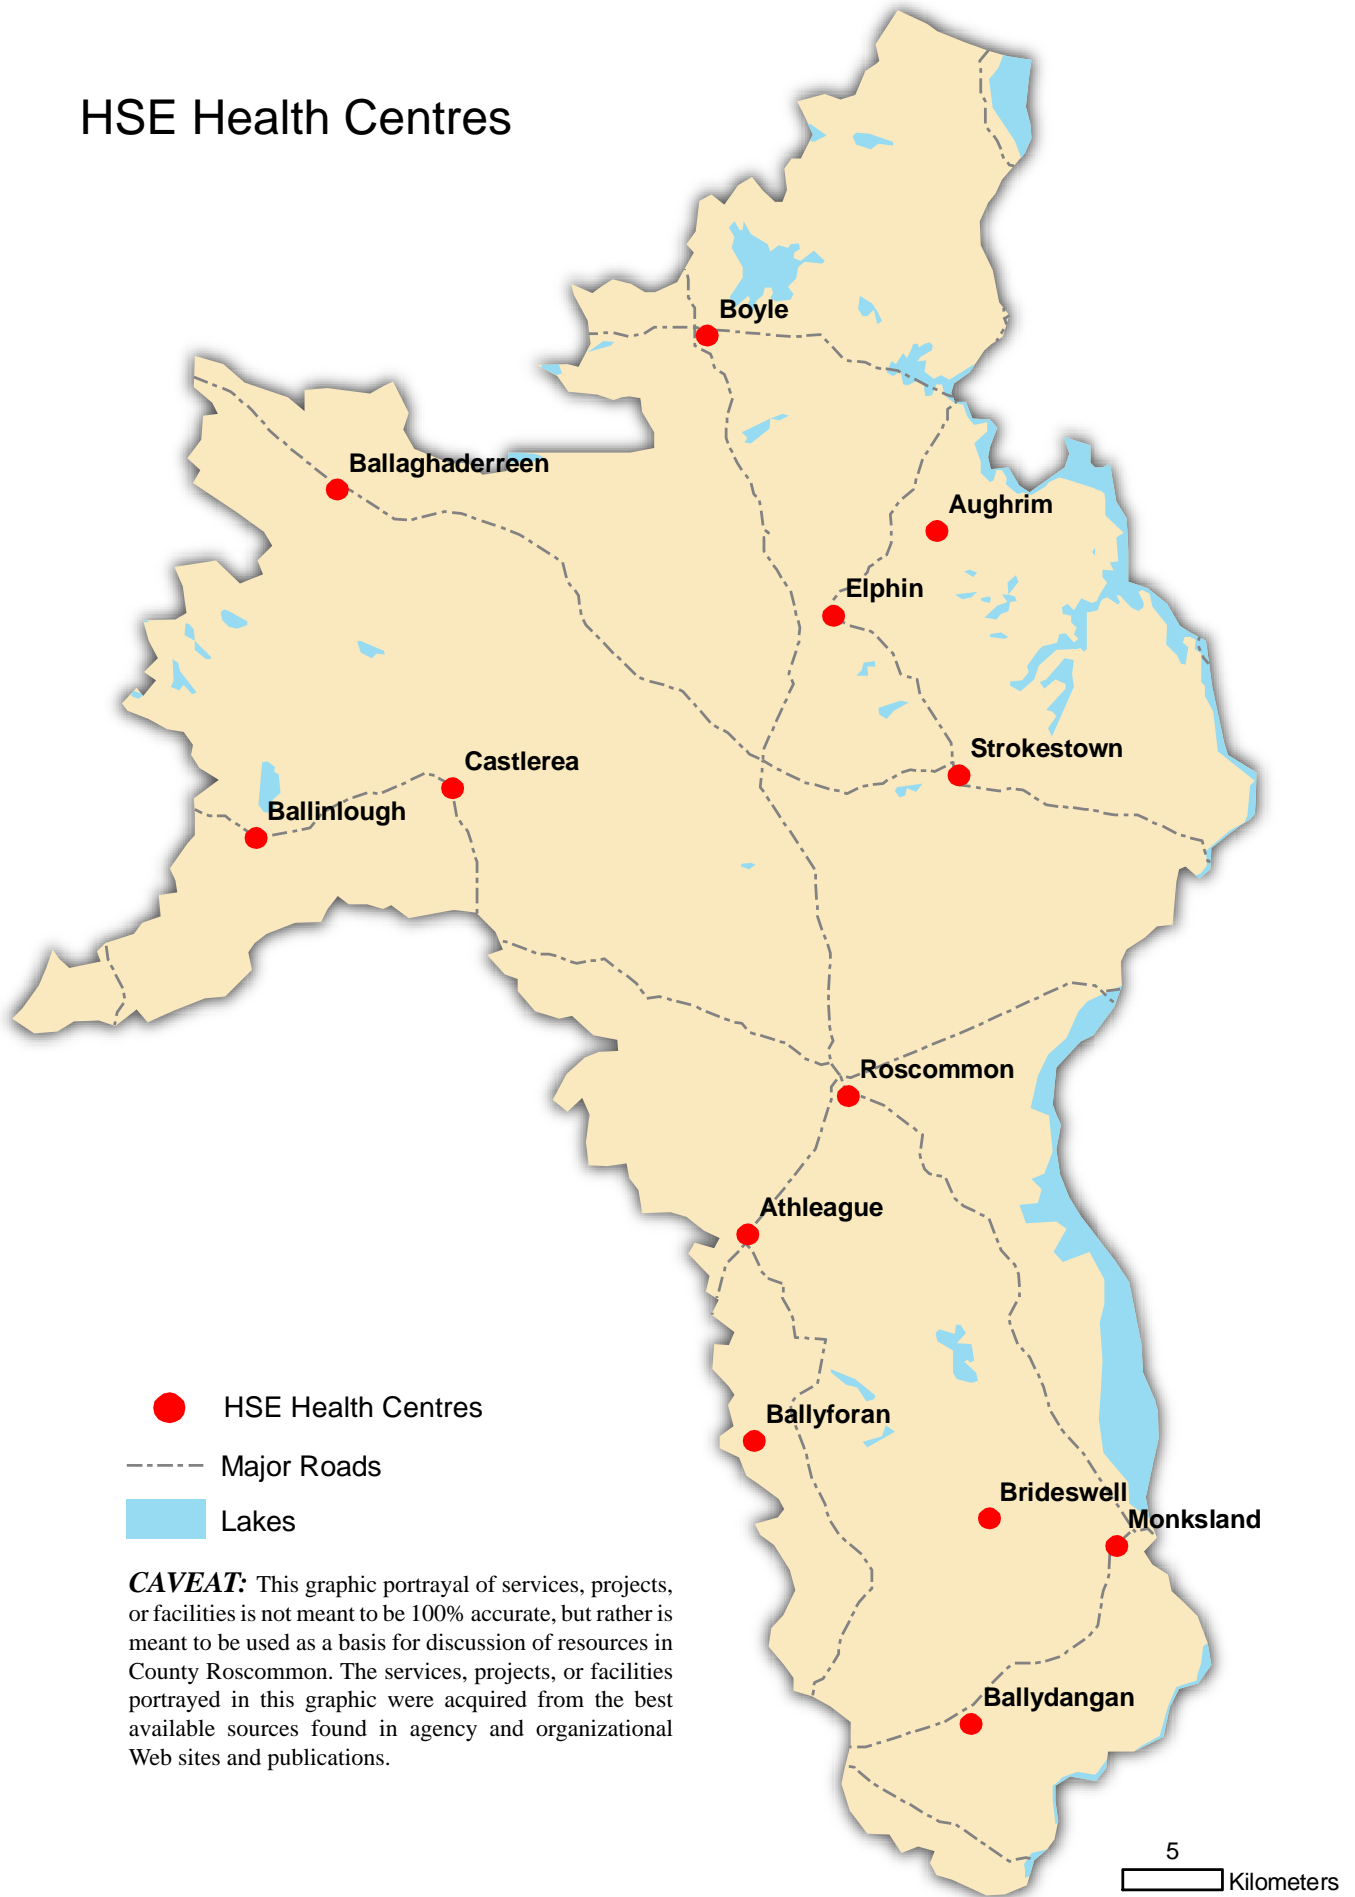 HSE Health Centres
Boyle
Ballaghaderreen
Aughrim
Elphin
Strokestown
Castlerea
Ballinlough
Roscommon
Athleague
Ballyforan
Brideswell
Monksland
Ballydangan
HSE Health Centres
Major Roads
Lakes
CAVEAT: This graphic portrayal of services, projects,
or facilities is not meant to be 100% accurate, but rather is
meant to be used as a basis for discussion of resources in
County Roscommon. The services, projects, or facilities
portrayed in this graphic were acquired from the best
available sources found in agency and organizational
Web sites and publications.
5
Kilometers